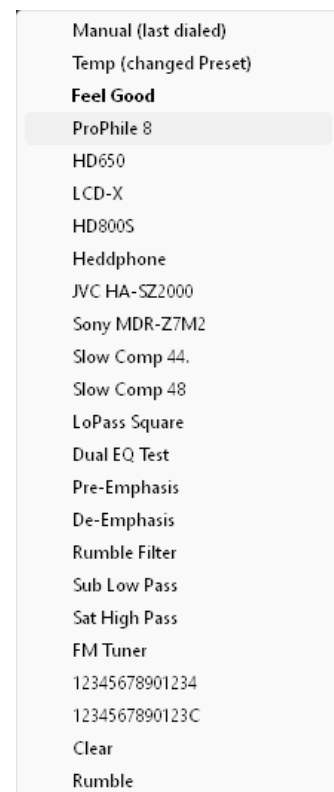 Manual (last dialed)
Temp (changed Preset)
Feel Good
ProPhile 8
HD650
LCD-X
HD800S
Heddphone
JVC HA-SZ2000
Sony MDR-Z7M2
Slow Comp 44.
Slow Comp 48
LoPass Square
Dual EQ Test
Pre-Emphasis
De-Emphasis
Rumble Filter
Sub Low Pass
Sat High Pass
FM Tuner
12345678901234
1234567890123C
Clear
Rumble